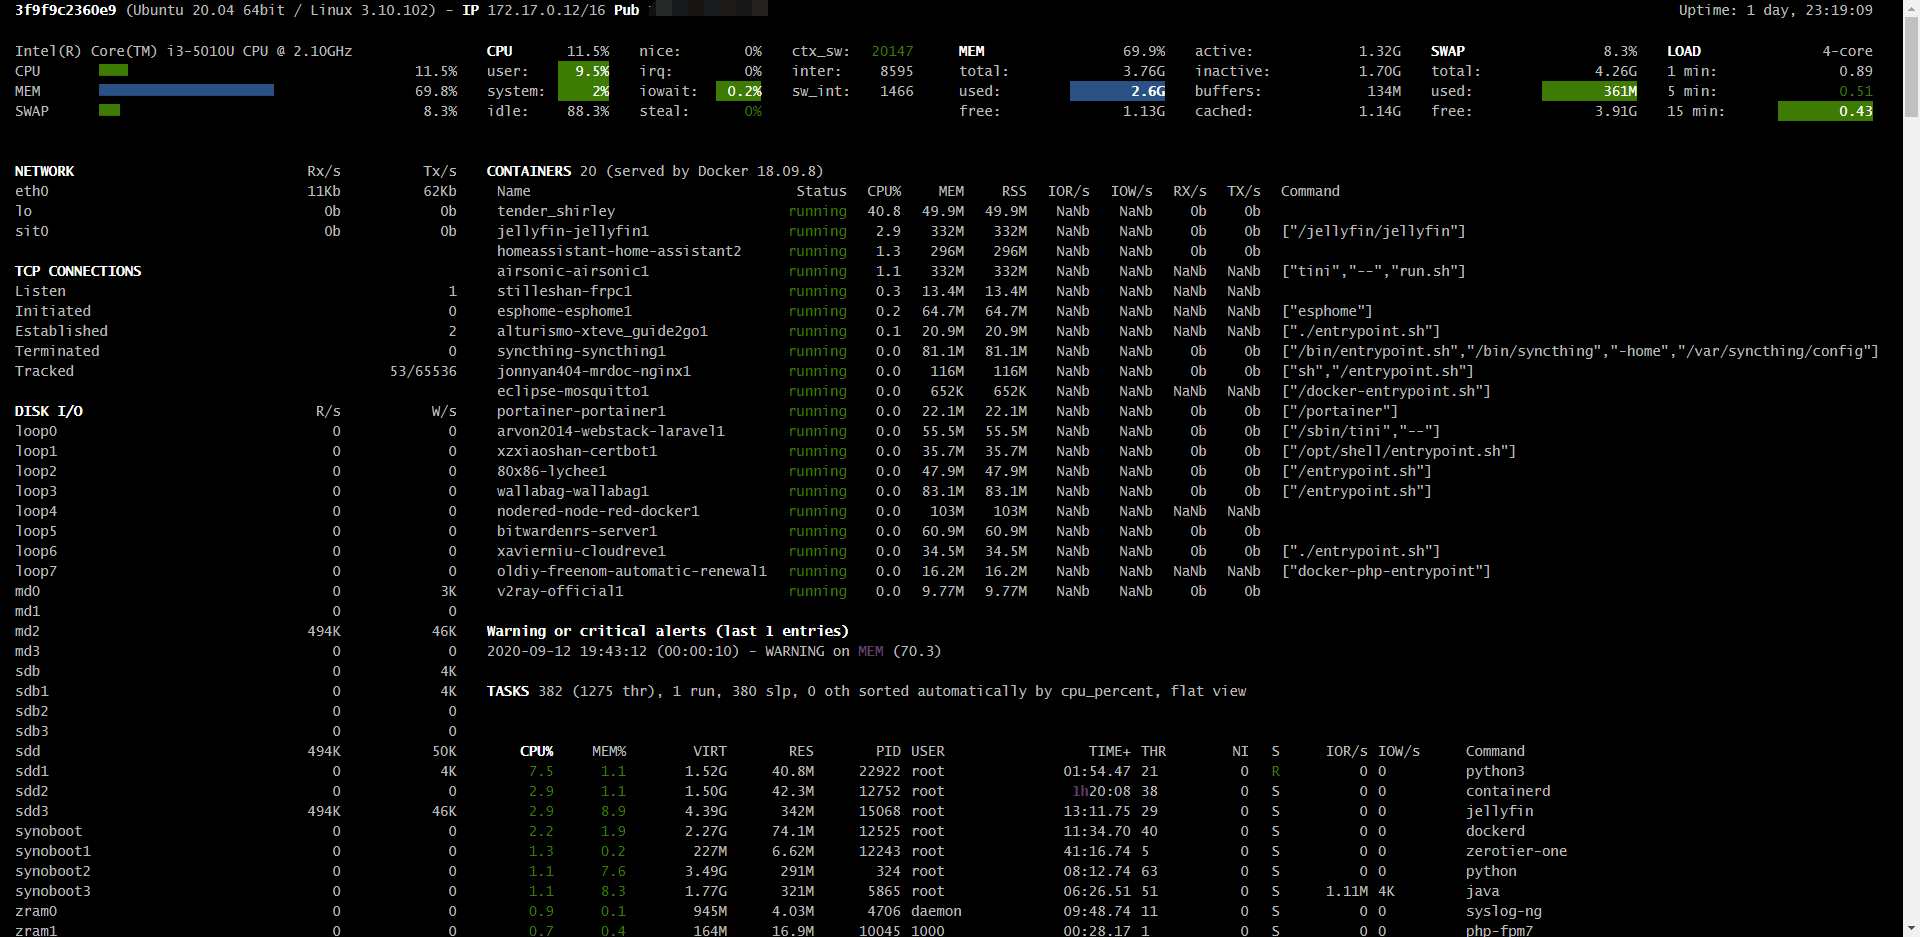 3f9f9c2360e9 (Ubuntu 20.04 64bit / Linux 3.10.102) - IP 172.17.0.12/16 Pub Uptime: 1 day, 23:19:09
Intel(R) Core(TM) i3-5010U CPU @ 2.10GHz CPU 11.5% nice: 0% ctx_sw: 20147 MEM 69.9% active: 1.32G SWAP 8.3% LOAD 4-core
CPU 11.5% user: 9.5% irq: 0% inter: 8595 total: 3.76G inactive: 1.70G total: 4.26G 1 min: 0.89
MEM 69.8% system: 2% iowait: 0.2% sw_int: 1466 used: 2.6G buffers: 134M used: 361M 5 min: 0.51
SWAP 8.3% idle: 88.3% steal: 0% free: 1.13G cached: 1.14G free: 3.91G 15 min: 0.43
NETWORK Rx/s Tx/s
eth0 11Kb 62Kb
lo 0b 0b
sit0 0b 0b
TCP CONNECTIONS
Listen 1
Initiated 0
Established 2
Terminated 0
Tracked 53/65536
DISK I/O R/s W/s
loop0 0 0
loop1 0 0
loop2 0 0
loop3 0 0
loop4 0 0
loop5 0 0
loop6 0 0
loop7 0 0
md0 0 3K
md1 0 0
md2 494K 46K
md3 0 0
sdb 0 4K
sdb1 0 4K
sdb2 0 0
sdb3 0 0
sdd 494K 50K
sdd1 0 4K
sdd2 0 0
sdd3 494K 46K
synoboot 0 0
synoboot1 0 0
synoboot2 0 0
synoboot3 0 0
zram0 0 0
zram1 0 0
CONTAINERS 20 (served by Docker 18.09.8)
Name Status CPU% MEM RSS IOR/s IOW/s RX/s TX/s Command
tender_shirley running 40.8 49.9M 49.9M NaNb NaNb 0b 0b
jellyfin-jellyfin1 running 2.9 332M 332M NaNb NaNb 0b 0b ["/jellyfin/jellyfin"]
homeassistant-home-assistant2 running 1.3 296M 296M NaNb NaNb 0b 0b
airsonic-airsonic1 running 1.1 332M 332M NaNb NaNb NaNb NaNb ["tini","--","run.sh"]
stilleshan-frpc1 running 0.3 13.4M 13.4M NaNb NaNb NaNb NaNb
esphome-esphome1 running 0.2 64.7M 64.7M NaNb NaNb NaNb NaNb ["esphome"]
alturismo-xteve_guide2go1 running 0.1 20.9M 20.9M NaNb NaNb NaNb NaNb ["./entrypoint.sh"]
syncthing-syncthing1 running 0.0 81.1M 81.1M NaNb NaNb 0b 0b ["/bin/entrypoint.sh","/bin/syncthing","-home","/var/syncthing/config"]
jonnyan404-mrdoc-nginx1 running 0.0 116M 116M NaNb NaNb 0b 0b ["sh","/entrypoint.sh"]
eclipse-mosquitto1 running 0.0 652K 652K NaNb NaNb NaNb NaNb ["/docker-entrypoint.sh"]
portainer-portainer1 running 0.0 22.1M 22.1M NaNb NaNb 0b 0b ["/portainer"]
arvon2014-webstack-laravel1 running 0.0 55.5M 55.5M NaNb NaNb 0b 0b ["/sbin/tini","--"]
xzxiaoshan-certbot1 running 0.0 35.7M 35.7M NaNb NaNb 0b 0b ["/opt/shell/entrypoint.sh"]
80x86-lychee1 running 0.0 47.9M 47.9M NaNb NaNb 0b 0b ["/entrypoint.sh"]
wallabag-wallabag1 running 0.0 83.1M 83.1M NaNb NaNb 0b 0b ["/entrypoint.sh"]
nodered-node-red-docker1 running 0.0 103M 103M NaNb NaNb NaNb NaNb
bitwardenrs-server1 running 0.0 60.9M 60.9M NaNb NaNb 0b 0b
xavierniu-cloudreve1 running 0.0 34.5M 34.5M NaNb NaNb 0b 0b ["./entrypoint.sh"]
oldiy-freenom-automatic-renewal1 running 0.0 16.2M 16.2M NaNb NaNb NaNb NaNb ["docker-php-entrypoint"]
v2ray-official1 running 0.0 9.77M 9.77M NaNb NaNb 0b 0b
Warning or critical alerts (last 1 entries)
2020-09-12 19:43:12 (00:00:10) - WARNING on MEM (70.3)
TASKS 382 (1275 thr), 1 run, 380 slp, 0 oth sorted automatically by cpu_percent, flat view
CPU% MEM% VIRT RES PID USER TIME+ THR NI S IOR/s IOW/s Command
7.5 1.1 1.52G 40.8M 22922 root 01:54.47 21 0 R 0 0 python3
2.9 1.1 1.50G 42.3M 12752 root 1h20:08 38 0 S 0 0 containerd
2.9 8.9 4.39G 342M 15068 root 13:11.75 29 0 S 0 0 jellyfin
2.2 1.9 2.27G 74.1M 12525 root 11:34.70 40 0 S 0 0 dockerd
1.3 0.2 227M 6.62M 12243 root 41:16.74 5 0 S 0 0 zerotier-one
1.1 7.6 3.49G 291M 324 root 08:12.74 63 0 S 0 0 python
1.1 8.3 1.77G 321M 5865 root 06:26.51 51 0 S 1.11M 4K java
0.9 0.1 945M 4.03M 4706 daemon 09:48.74 11 0 S 0 0 syslog-ng
0.7 0.4 164M 16.9M 10045 1000 00:28.17 1 0 S 0 0 php-fpm7